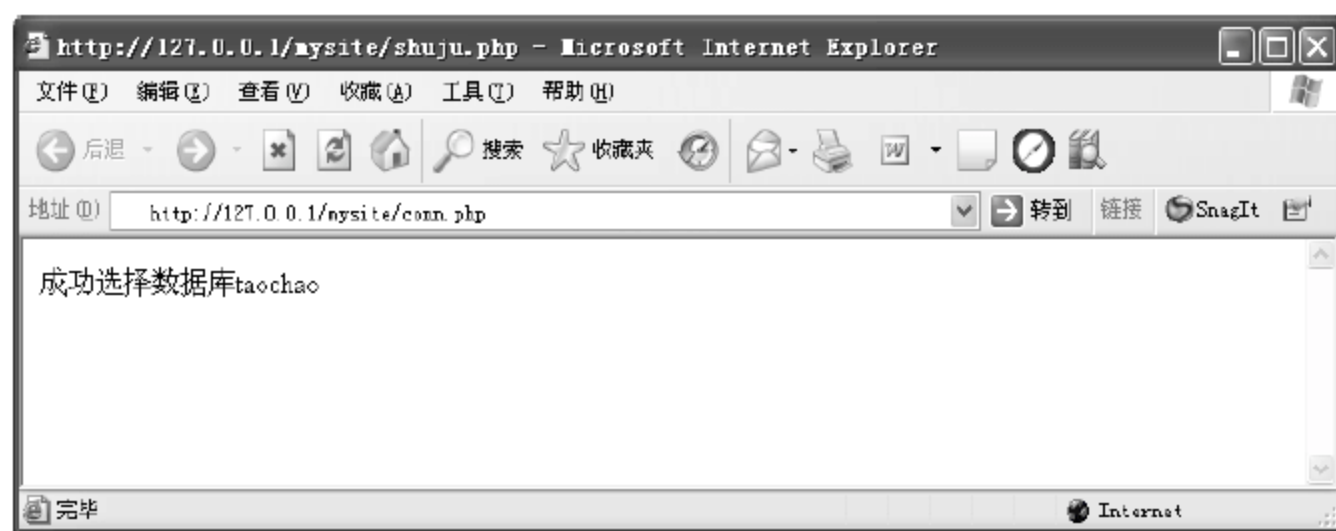 http://127.0.0.1/mysite/shuju.php - Microsoft Internet Explorer
文件(F) 编辑(E) 查看(V) 收藏(A) 工具(T) 帮助(H)
后退 搜索 收藏夹 W
地址(D) http://127.0.0.1/mysite/conn.php 转到 链接 SnagIt
成功选择数据库taochao
完毕 Internet